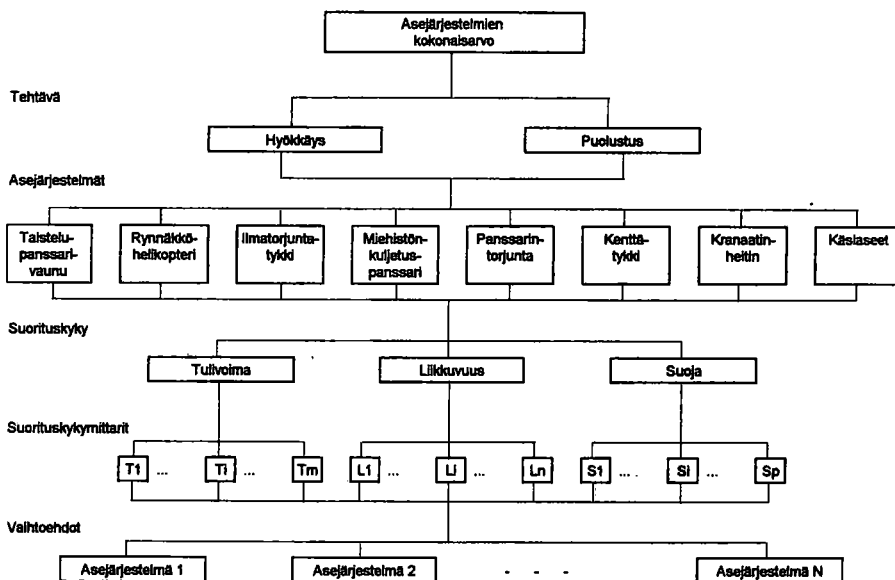 Asejärjestelmien
kokonaisarvo
Tehtävä
Hyökkäys
Puolustus
Asejärjestelmät
Taistelu-
panssari-
vaunu
Rynnäkkö-
helikopteri
Ilmatorjunta-
tykki
Miehistön-
kuljetus-
panssari
Panssarin-
torjunta
Kenttä-
tykki
Kranaatin-
heitin
Käsiaseet
Suorituskyky
Tulivoima
Liikkuvuus
Suoja
Suorituskykymittarit
T1 ... Ti ... Tm L1 ... Li ... Ln S1 ... Si ... Sp
Vaihtoehdot
Asejärjestelmä 1
Asejärjestelmä 2
- - -
Asejärjestelmä N